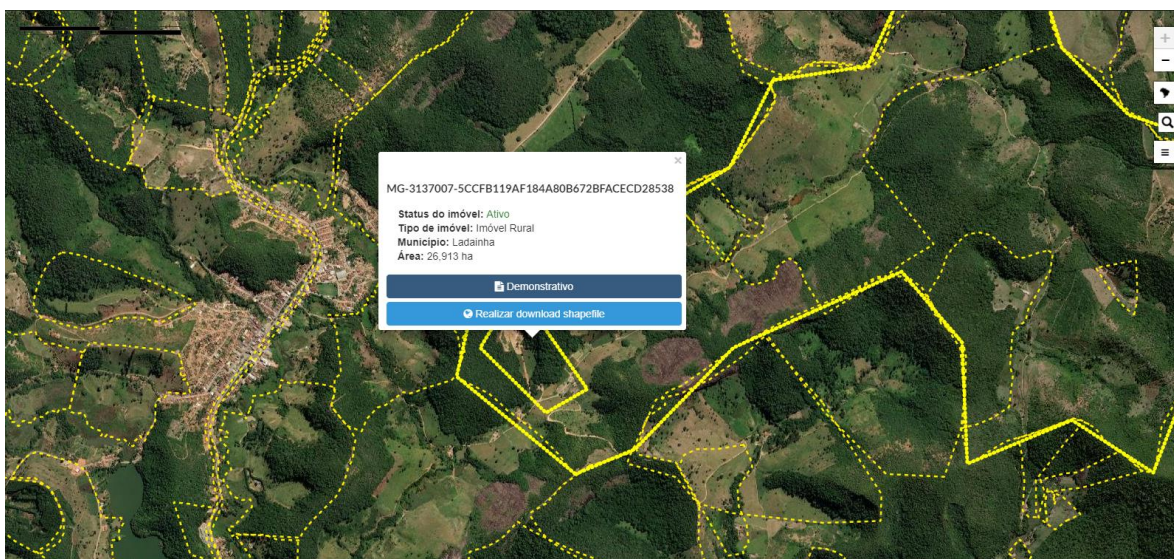 ×
MG-3137007-5CCFB119AF184A80B672BFACECD28538
Status do imóvel: Ativo
Tipo de imóvel: Imóvel Rural
Município: Ladainha
Área: 26,913 ha
Demonstrativo
Realizar download shapefile
+
−